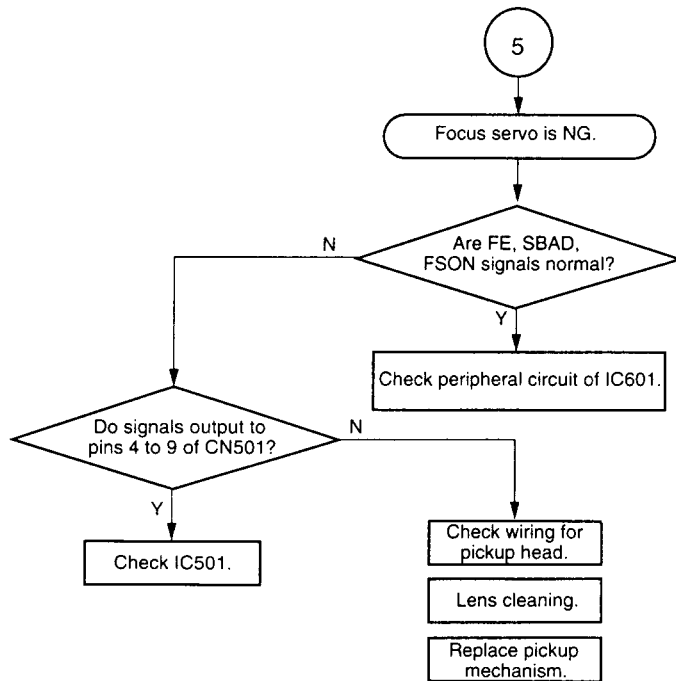 5
Focus servo is NG.
Are FE, SBAD,
FSON signals normal?
N
Y
Check peripheral circuit of IC601.
Do signals output to
pins 4 to 9 of CN501?
N
Y
Check IC501.
Check wiring for
pickup head.
Lens cleaning.
Replace pickup
mechanism.